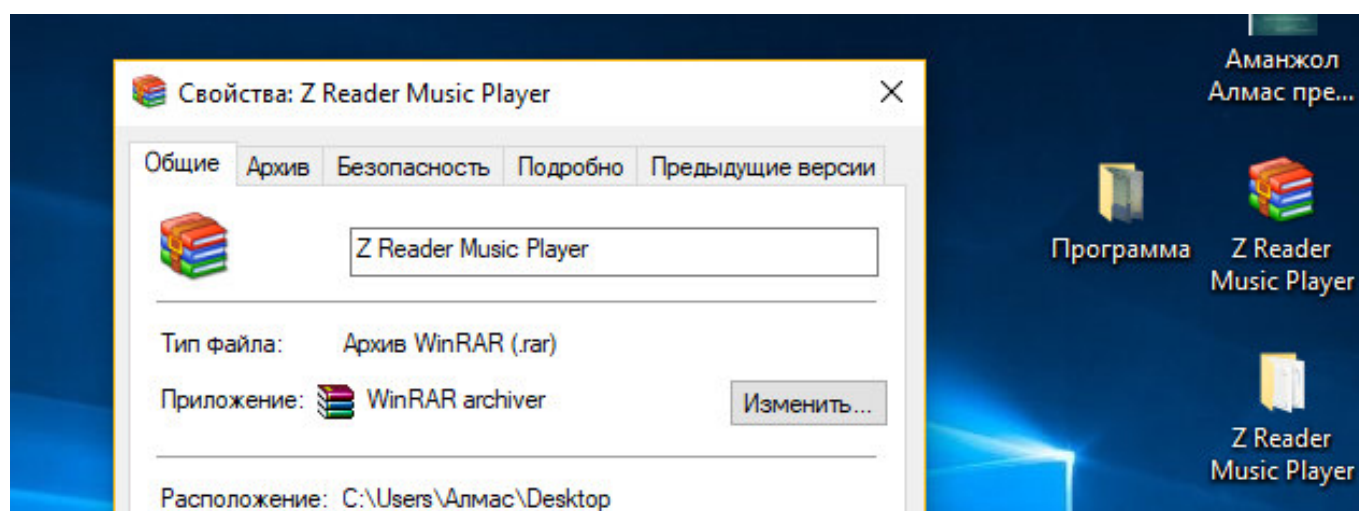 Аманжол
Алмас пре...
Свойства: Z Reader Music Player
Общие Архив Безопасность Подробно Предыдущие версии
Z Reader Music Player
Программа
Z Reader
Music Player
Тип файла: Архив WinRAR (.rar)
Приложение: WinRAR archiver Изменить...
Z Reader
Music Player
Расположение: C:\Users\Алмас\Desktop